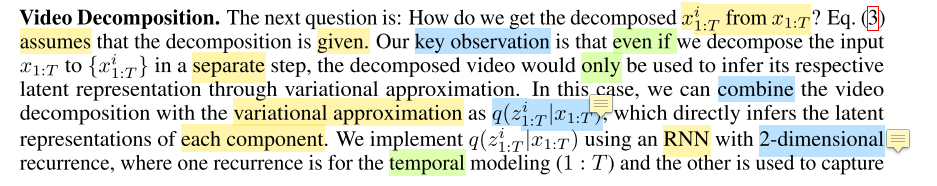 Video Decomposition. The next question is: How do we get the decomposed $x^i_{1:T}$ from $x_{1:T}$? Eq. (3)
assumes that the decomposition is given. Our key observation is that even if we decompose the input
$x_{1:T}$ to $\{x^i_{1:T}\}$ in a separate step, the decomposed video would only be used to infer its respective
latent representation through variational approximation. In this case, we can combine the video
decomposition with the variational approximation as $q(z^i_{1:T}|x_{1:T})$, which directly infers the latent
representations of each component. We implement $q(z^i_{1:T}|x_{1:T})$ using an RNN with 2-dimensional
recurrence, where one recurrence is for the temporal modeling $(1:T)$ and the other is used to capture